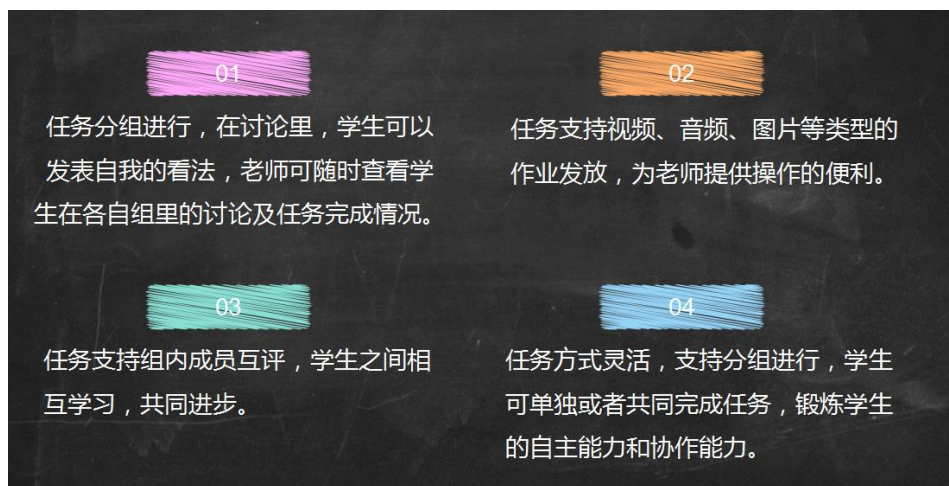 01
任务分组进行，在讨论里，学生可以
发表自我的看法，老师可随时查看学
生在各自组里的讨论及任务完成情况。
02
任务支持视频、音频、图片等类型的
作业发放，为老师提供操作的便利。
03
任务支持组内成员互评，学生之间相
互学习，共同进步。
04
任务方式灵活，支持分组进行，学生
可单独或者共同完成任务，锻炼学生
的自主能力和协作能力。